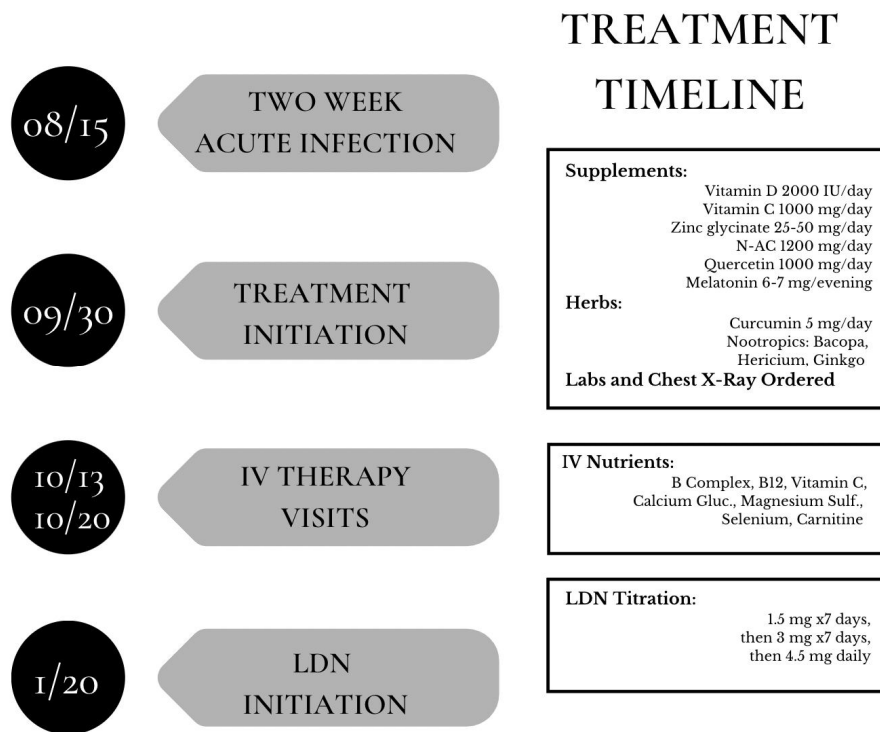 TREATMENT
TIMELINE
08/15
TWO WEEK
ACUTE INFECTION
09/30
TREATMENT
INITIATION
Supplements:
Vitamin D 2000 IU/day
Vitamin C 1000 mg/day
Zinc glycinate 25-50 mg/day
N-AC 1200 mg/day
Quercetin 1000 mg/day
Melatonin 6-7 mg/evening
Herbs:
Curcumin 5 mg/day
Nootropics: Bacopa,
Hericium, Ginkgo
Labs and Chest X-Ray Ordered
10/13
10/20
IV THERAPY
VISITS
IV Nutrients:
B Complex, B12, Vitamin C,
Calcium Gluc., Magnesium Sulf.,
Selenium, Carnitine
1/20
LDN
INITIATION
LDN Titration:
1.5 mg x7 days,
then 3 mg x7 days,
then 4.5 mg daily